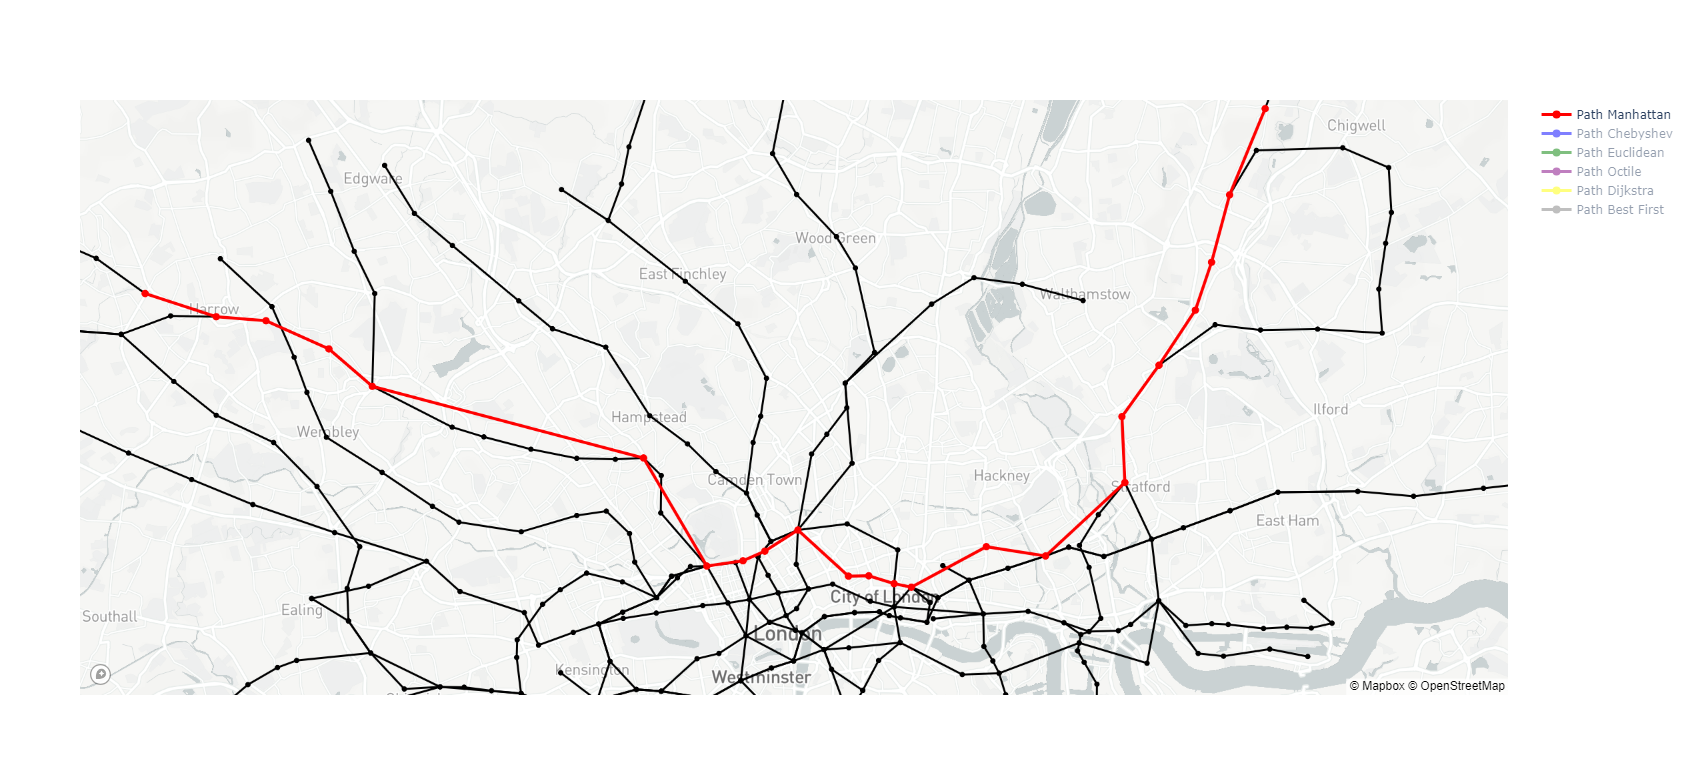 Path Manhattan
Path Chebyshev
Path Euclidean
Path Octile
Path Dijkstra
Path Best First
Chigwell
Edgware
Wood Green
East Finchley
Walthamstow
Harrow
Ilford
Hampstead
Wembley
Hackney
Camden Town
Stratford
East Ham
City of London
Southall
Ealing
London
Kensington
Westminster
© Mapbox © OpenStreetMap